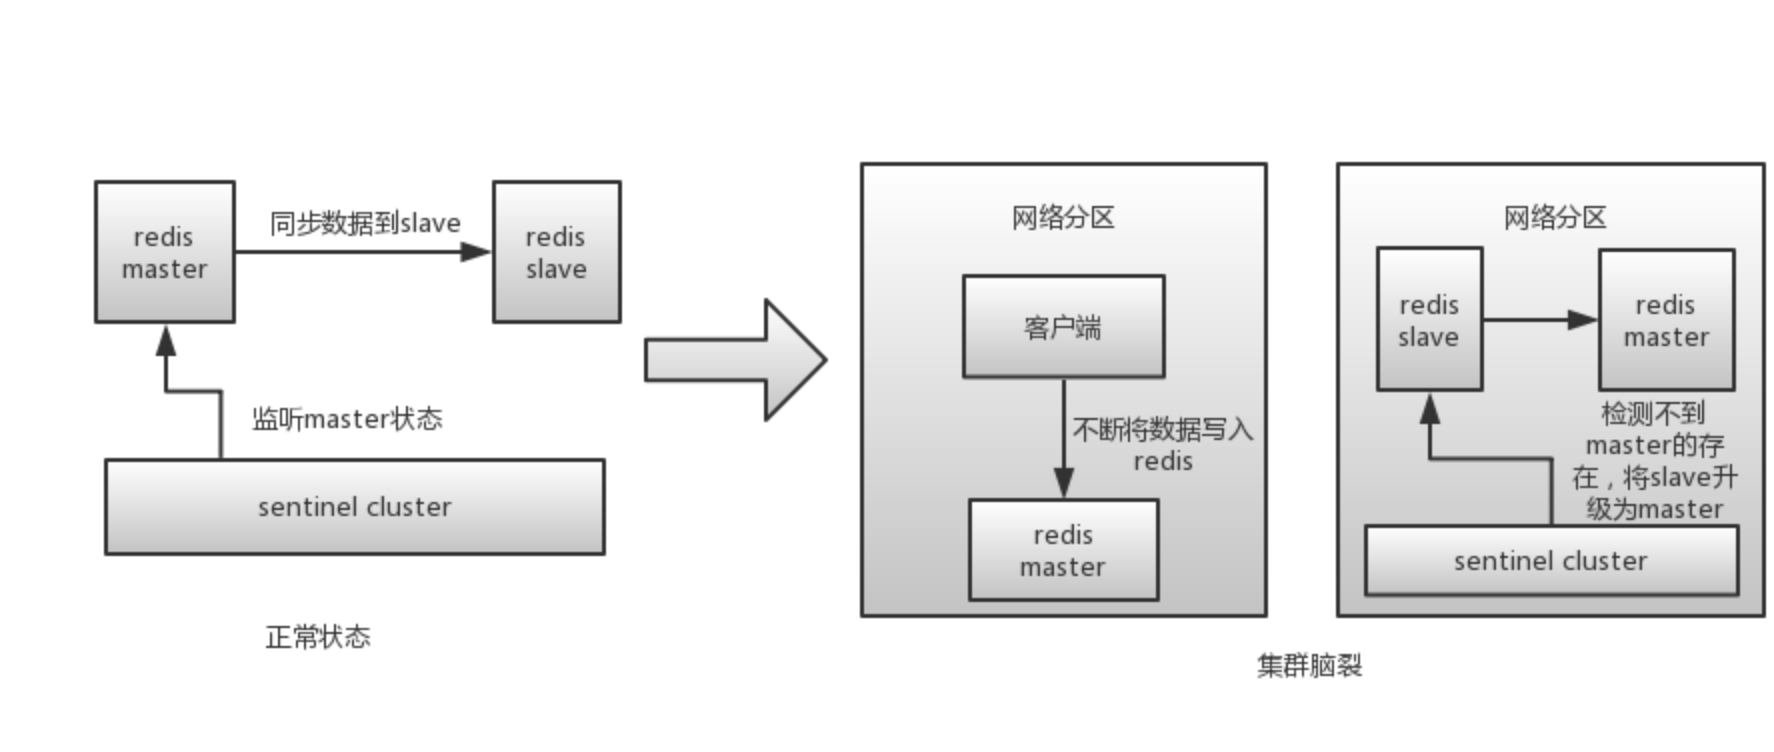 redis
master
同步数据到slave
redis
slave
监听master状态
sentinel cluster
正常状态
网络分区
客户端
不断将数据写入
redis
redis
master
网络分区
redis
slave
redis
master
检测不到
master的存
在，将slave升
级为master
sentinel cluster
集群脑裂